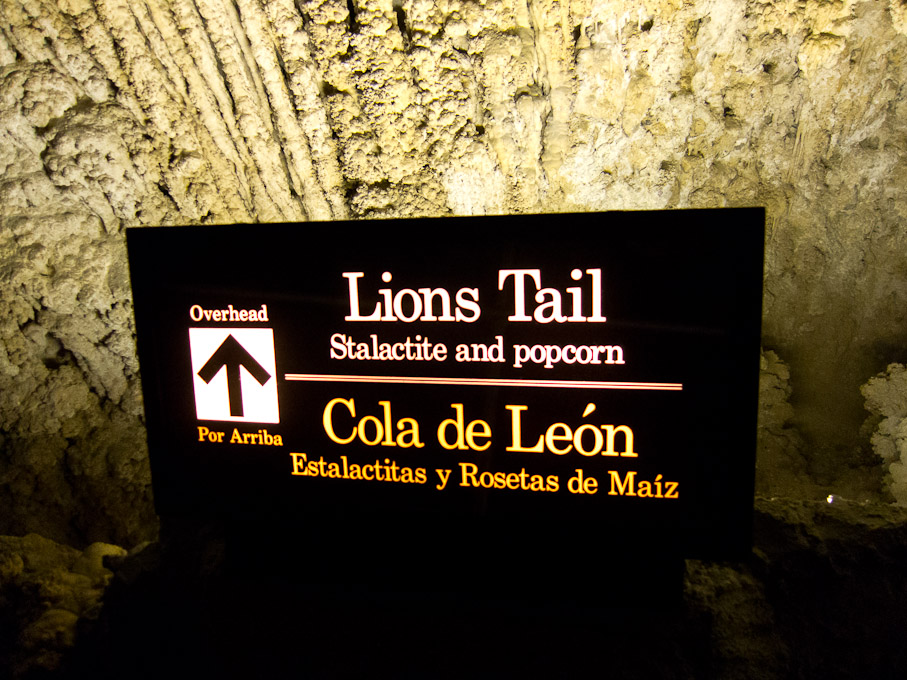 Overhead
Por Arriba
Lions Tail
Stalactite and popcorn
Cola de León
Estalactitas y Rosetas de Maíz